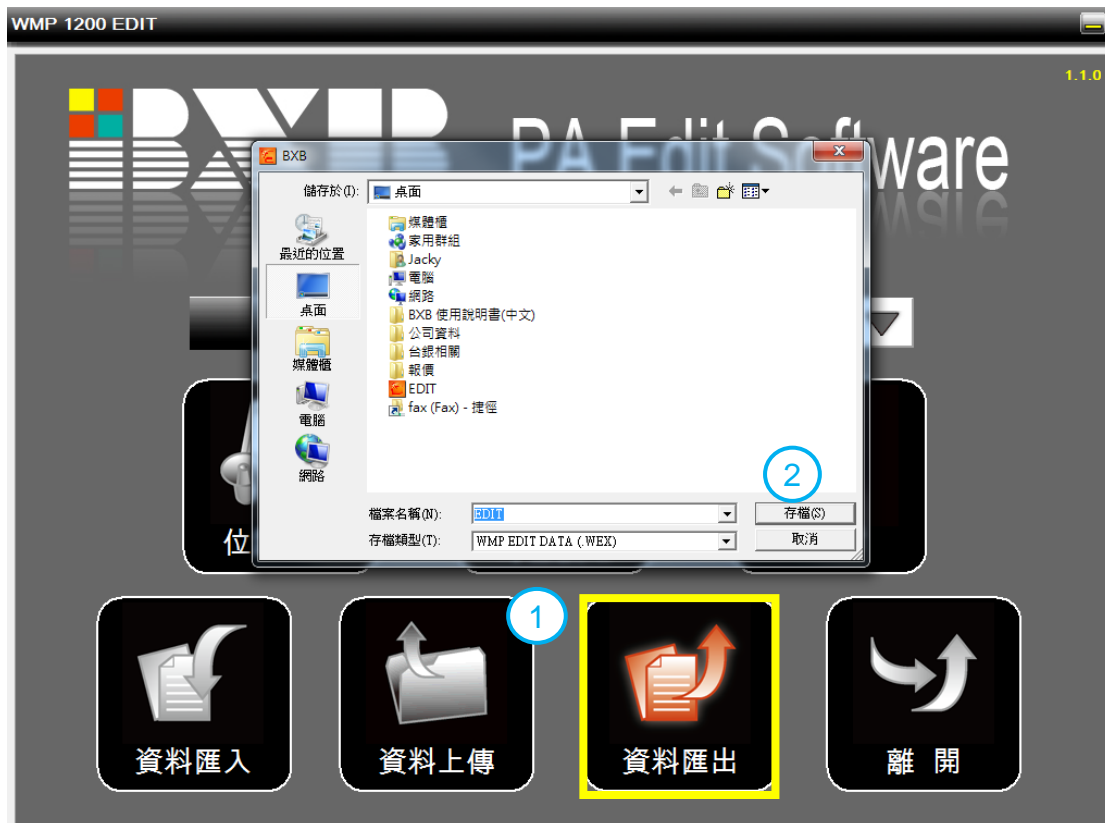 WMP 1200 EDIT
1.1.0
BXB
PA Edit Software
BXB
儲存於(I):
桌面
最近的位置
桌面
媒體櫃
電腦
網路
媒體櫃
家用群組
Jacky
電腦
網路
BXB 使用說明書(中文)
公司資料
台銀相關
報價
EDIT
fax (Fax) - 捷徑
2
檔案名稱(N):
EDIT
存檔(S)
存檔類型(T):
WMP EDIT DATA (.WEX)
取消
位
1
資料匯入
資料上傳
資料匯出
離 開